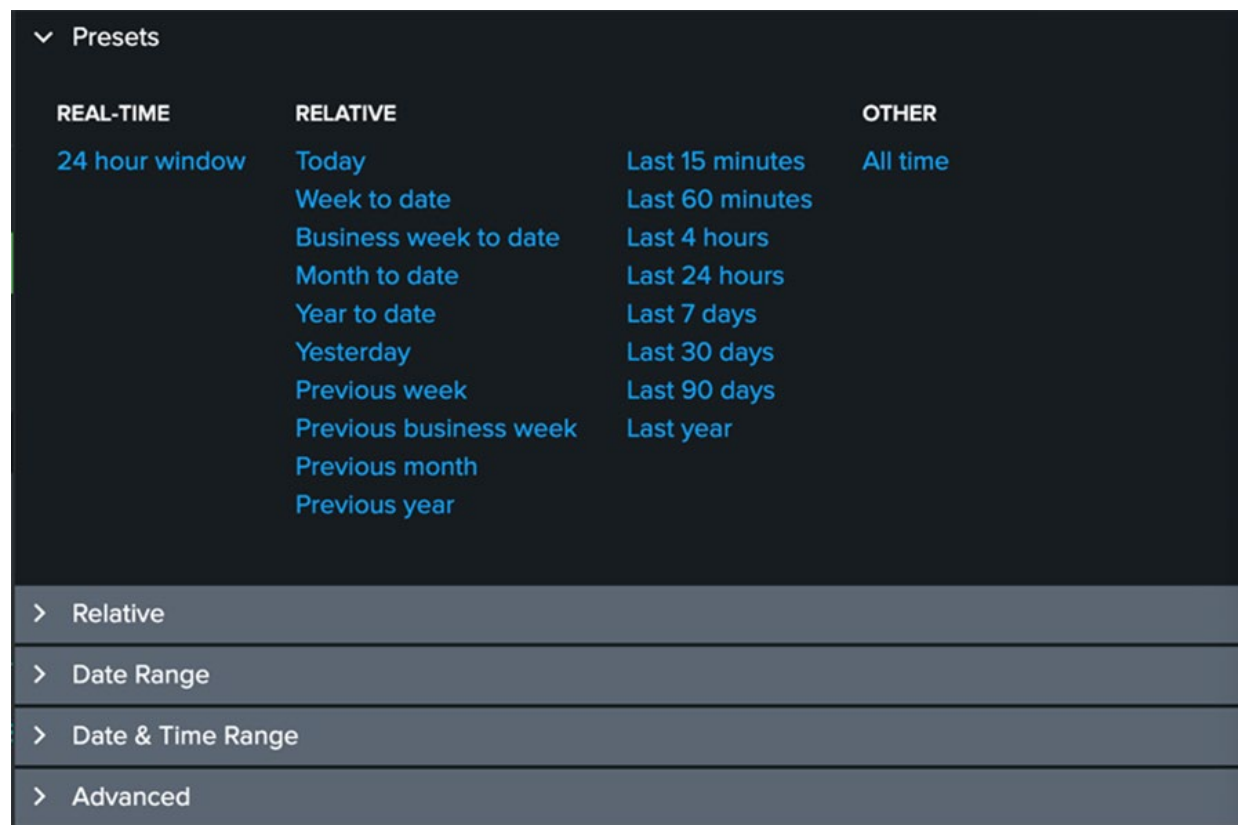 Presets
REAL-TIME
24 hour window
RELATIVE
Today
Week to date
Business week to date
Month to date
Year to date
Yesterday
Previous week
Previous business week
Previous month
Previous year
Last 15 minutes
Last 60 minutes
Last 4 hours
Last 24 hours
Last 7 days
Last 30 days
Last 90 days
Last year
OTHER
All time
Relative
Date Range
Date & Time Range
Advanced